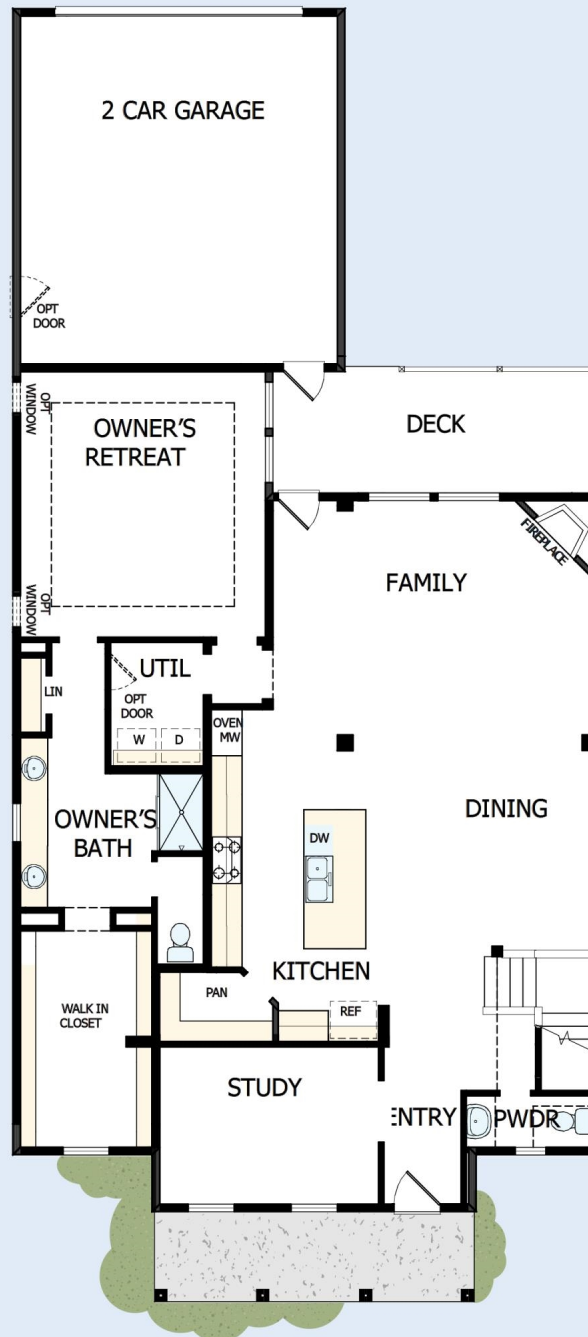 2 CAR GARAGE
OPT
DOOR
OPT
WINDOW
OWNER'S
RETREAT
DECK
FIREPLACE
FAMILY
OPT
WINDOW
LIN
UTIL
OPT
DOOR
W
D
OVEN
MW
OWNER'S
BATH
DW
DINING
KITCHEN
PAN
REF
WALK IN
CLOSET
STUDY
ENTRY
PWDR